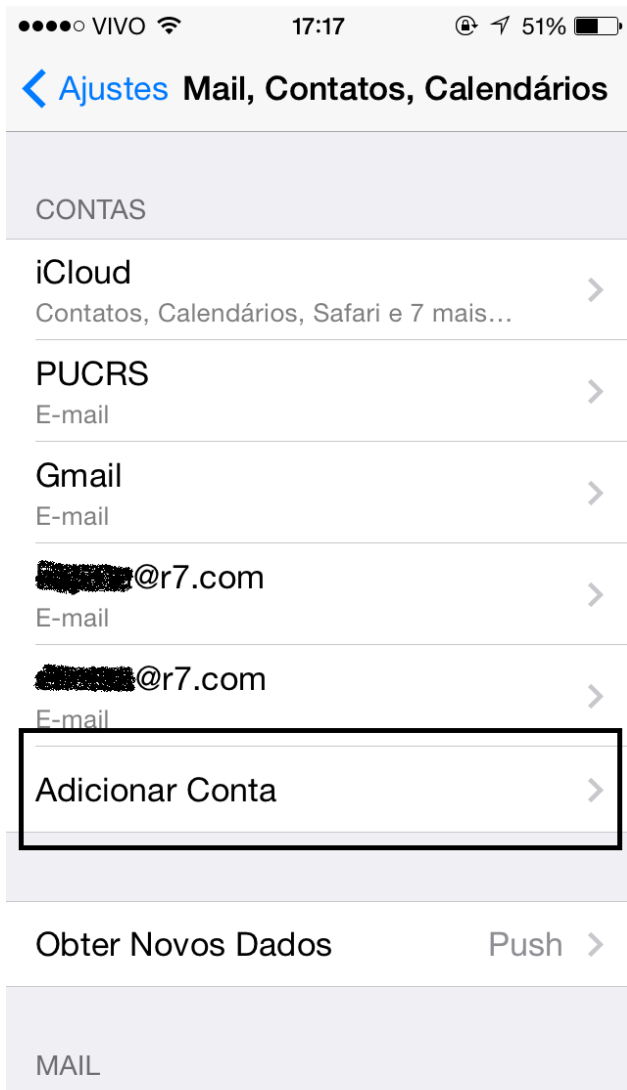 VIVO 17:17 51%
Ajustes Mail, Contatos, Calendários
CONTAS
iCloud
Contatos, Calendários, Safari e 7 mais...
PUCRS
E-mail
Gmail
E-mail
@r7.com
E-mail
@r7.com
E-mail
Adicionar Conta
Obter Novos Dados Push
MAIL